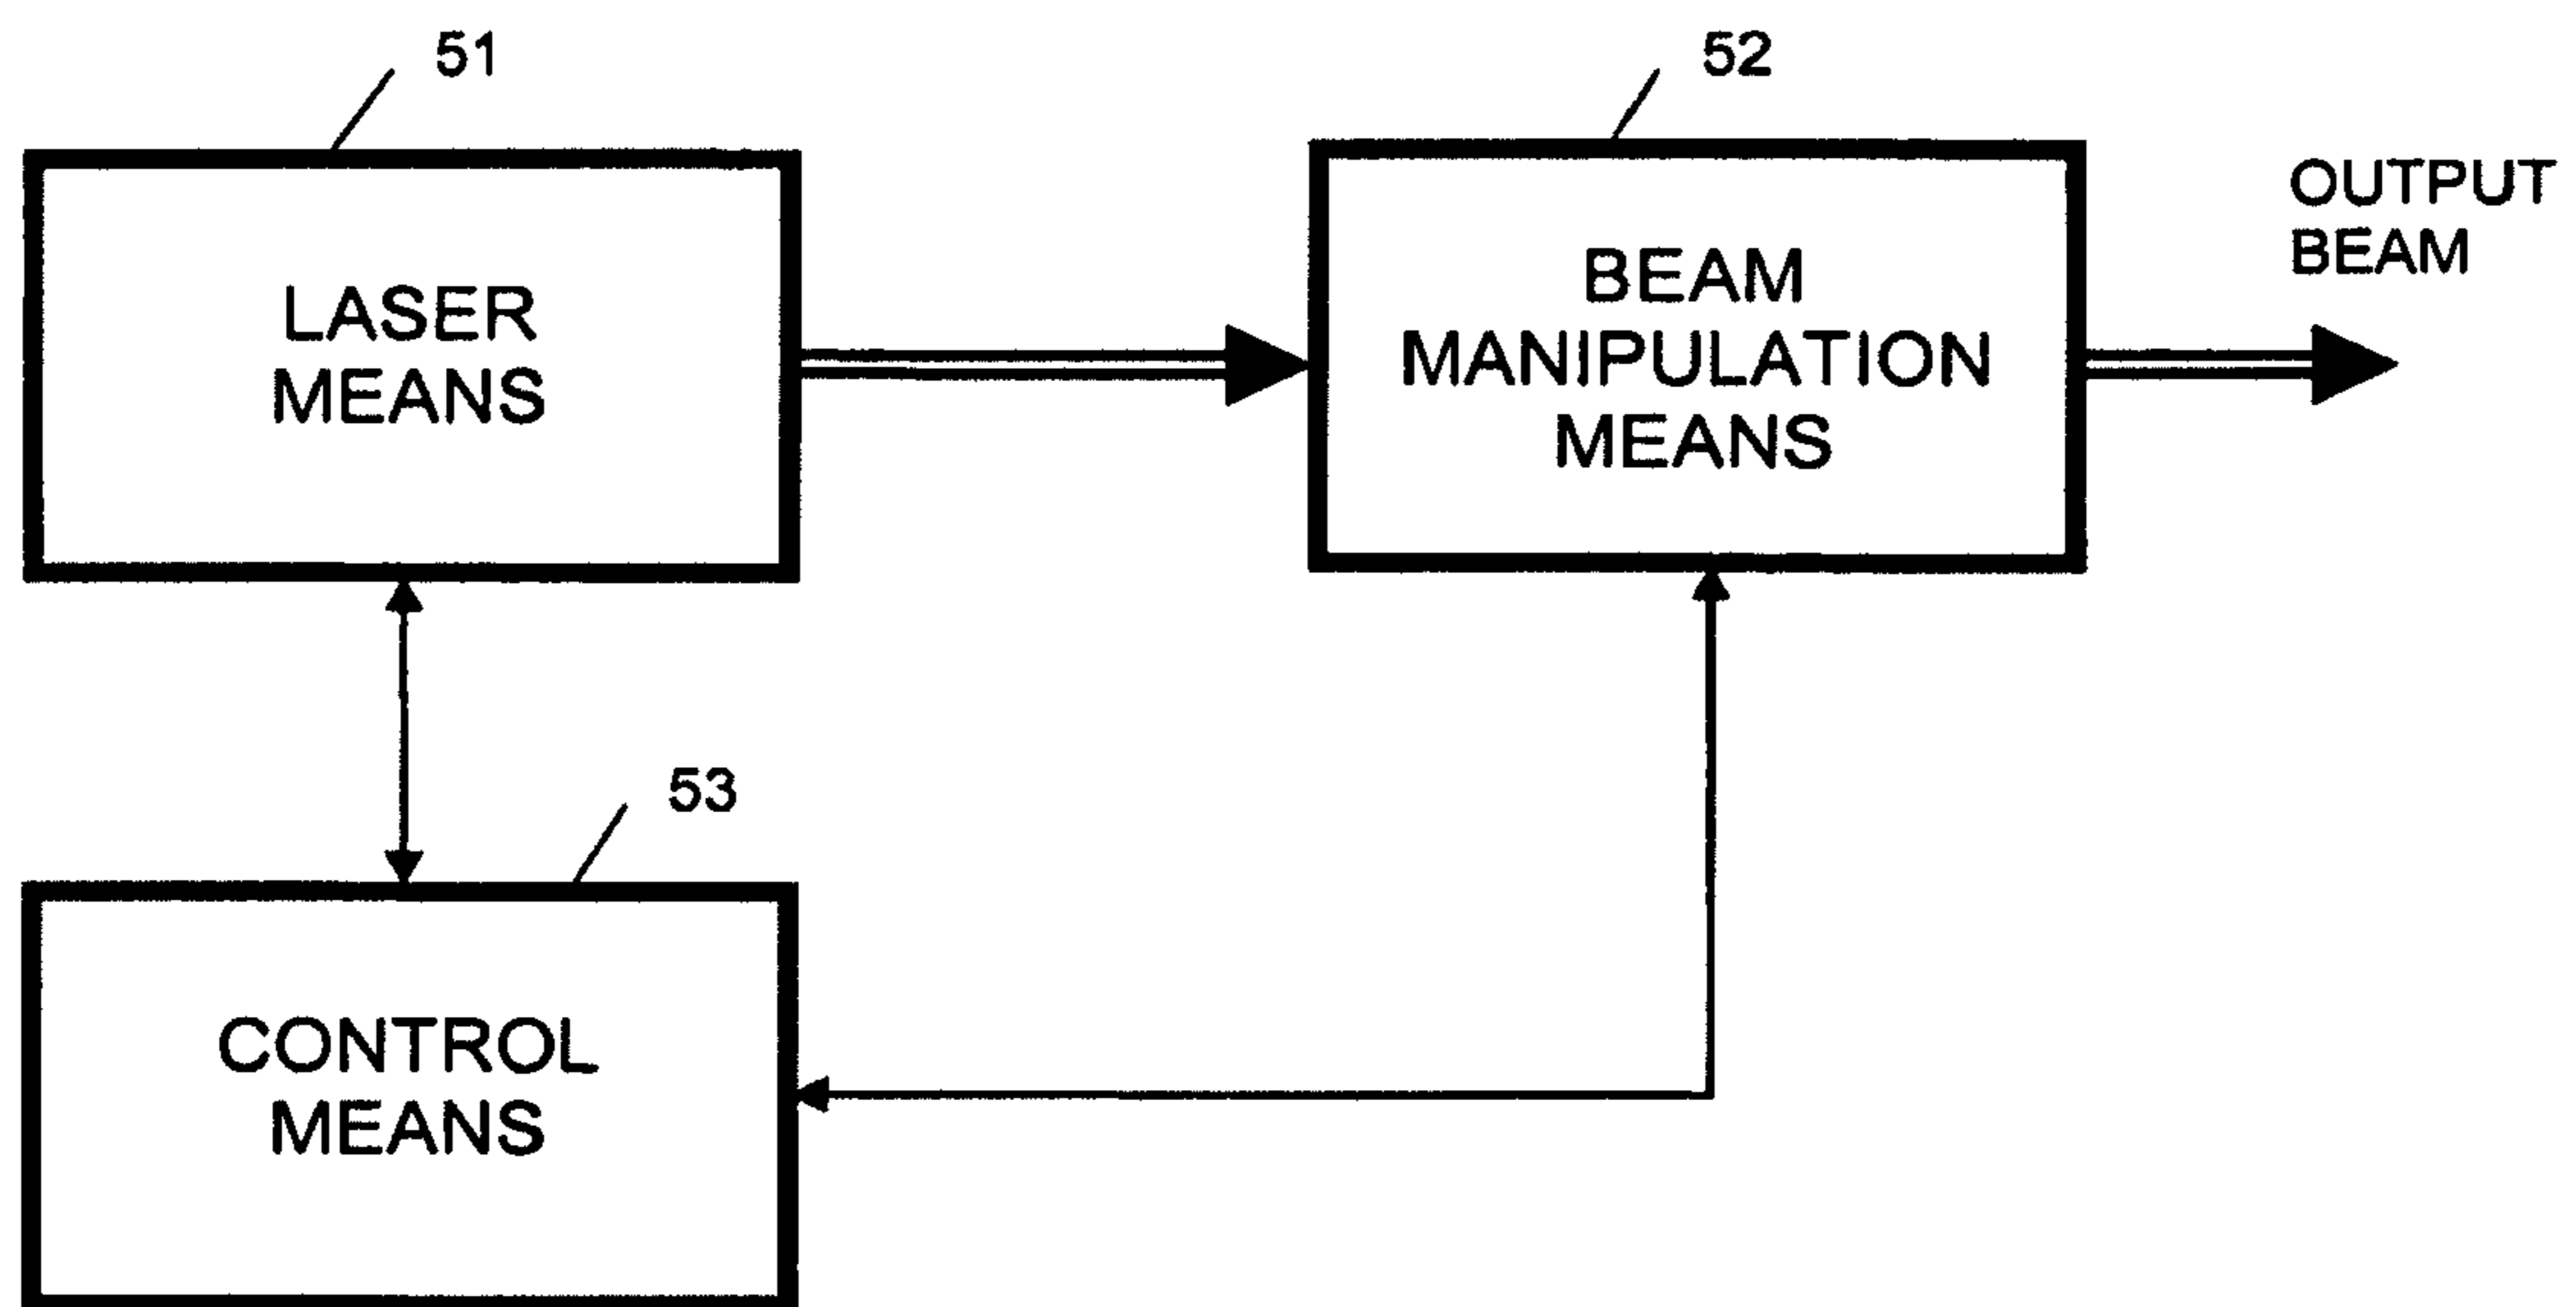 51
52
LASER
MEANS
BEAM
MANIPULATION
MEANS
OUTPUT
BEAM
53
CONTROL
MEANS